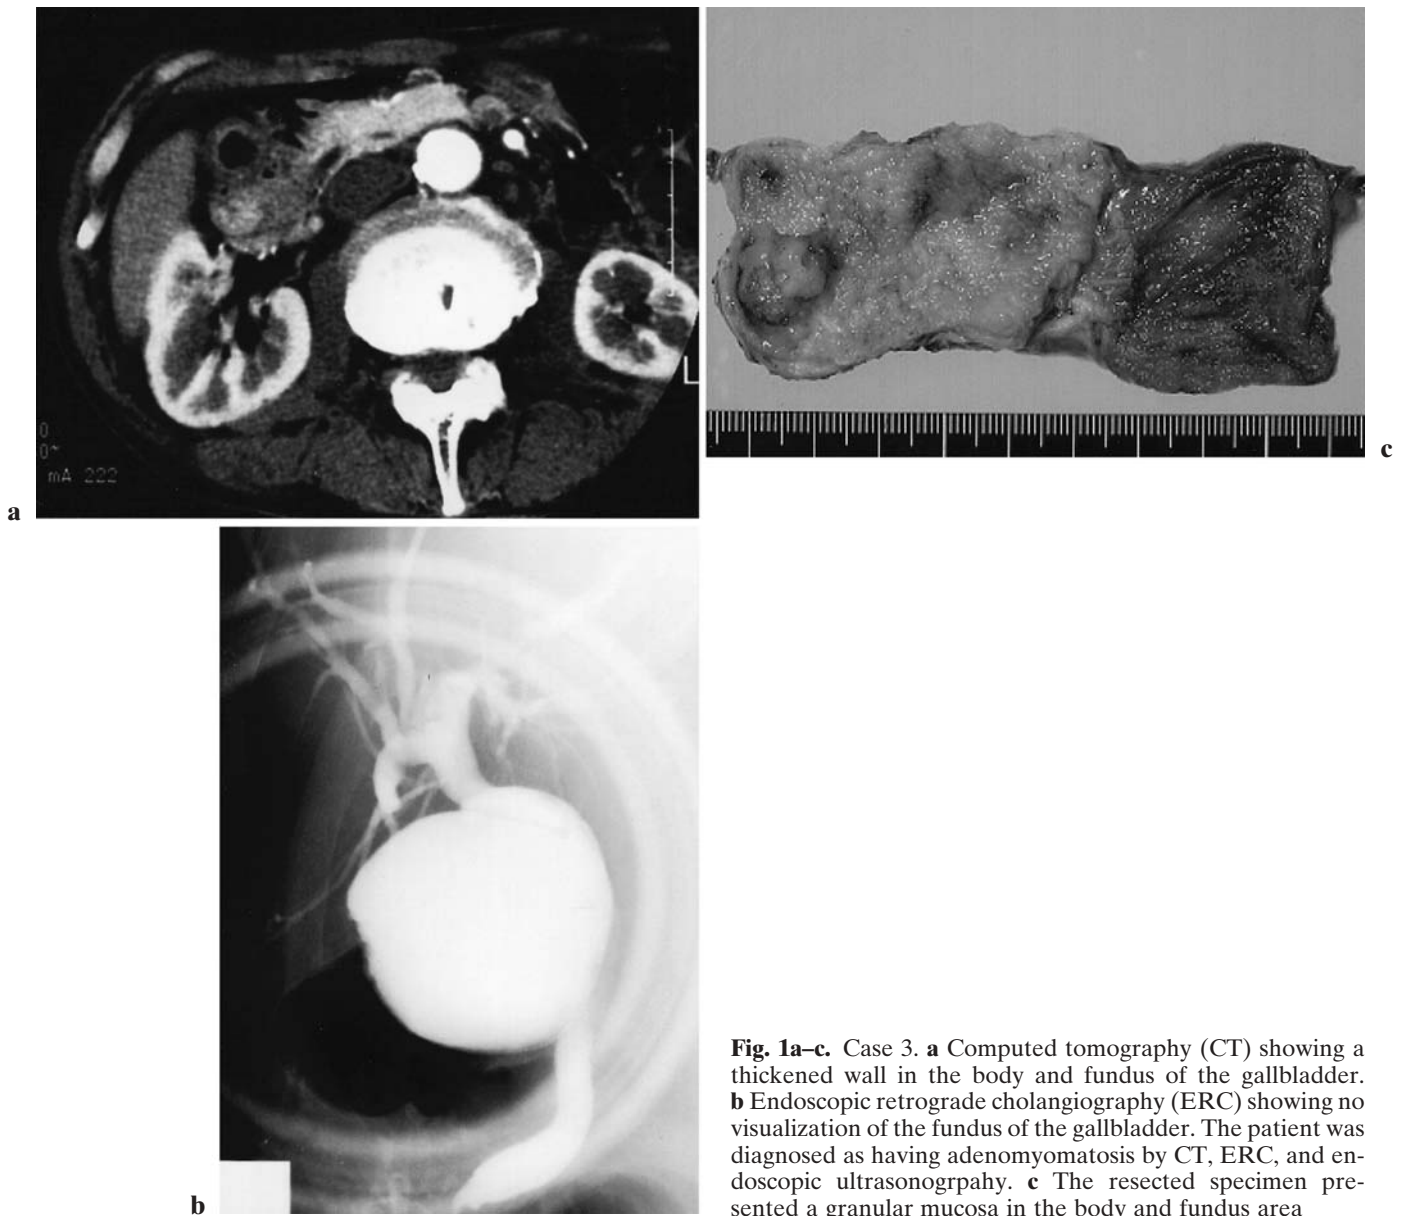 0
0~
mA 222
a
c
b
Fig. 1a–c. Case 3. a Computed tomography (CT) showing a
thickened wall in the body and fundus of the gallbladder.
b Endoscopic retrograde cholangiography (ERC) showing no
visualization of the fundus of the gallbladder. The patient was
diagnosed as having adenomyomatosis by CT, ERC, and en-
doscopic ultrasonogrpahy. c The resected specimen pre-
sented a granular mucosa in the body and fundus area